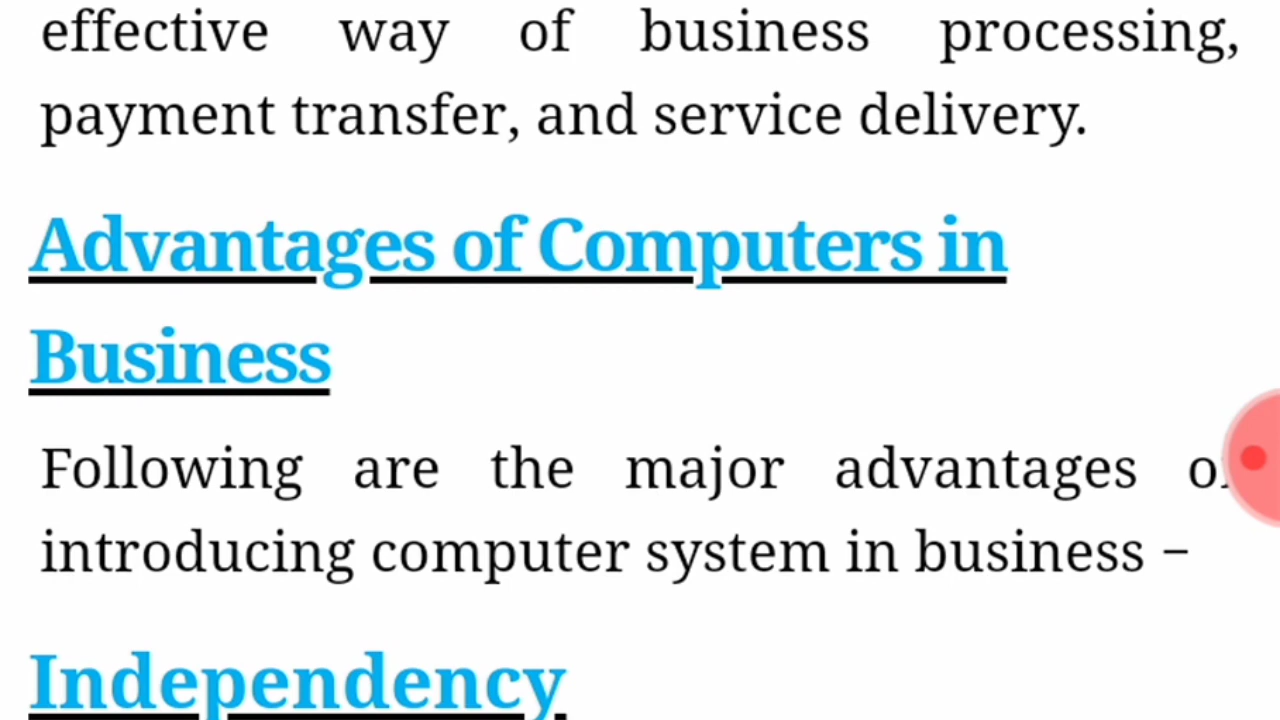 effective way of business processing,
payment transfer, and service delivery.
Advantages of Computers in
Business
Following are the major advantages
introducing computer system in business −
Independency